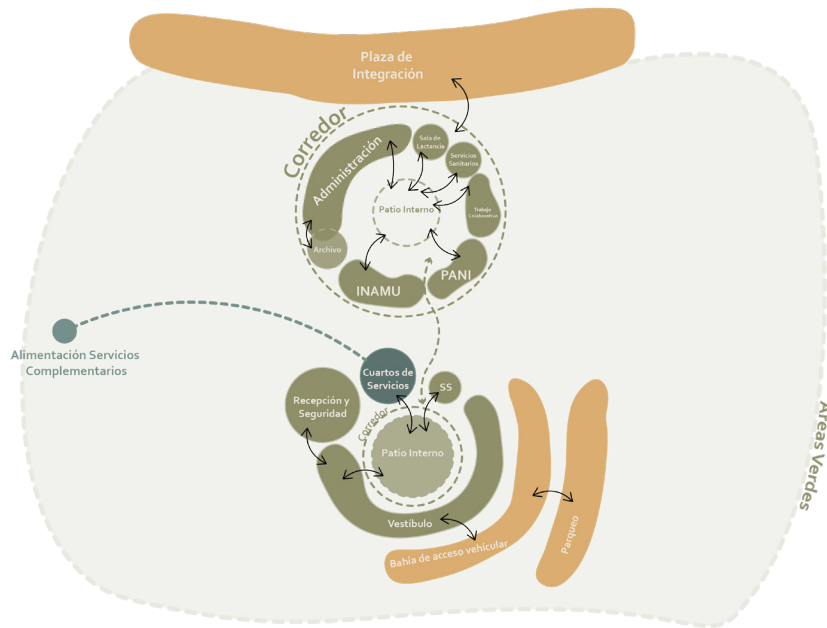 Plaza de
Integración
Corredor
Administración
Sala de
Lactancia
Servicios
Sanitarios
Patio Interno
Trabajo
Colaborativo
Archivo
INAMU
PANI
Alimentación Servicios
Complementarios
Cuartos de
Servicios
SS
Recepción y
Seguridad
Corredor
Patio Interno
Vestíbulo
Bahia de acceso vehicular
Parqueo
Áreas Verdes